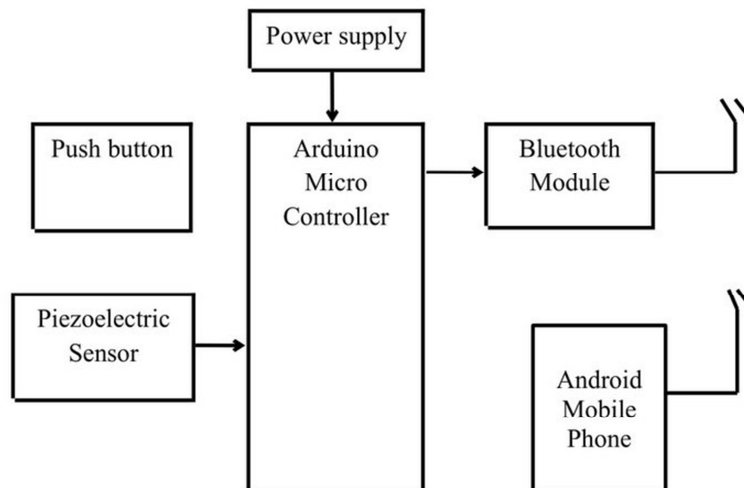 Power supply
Push button
Arduino
Micro
Controller
Bluetooth
Module
Piezoelectric
Sensor
Android
Mobile
Phone